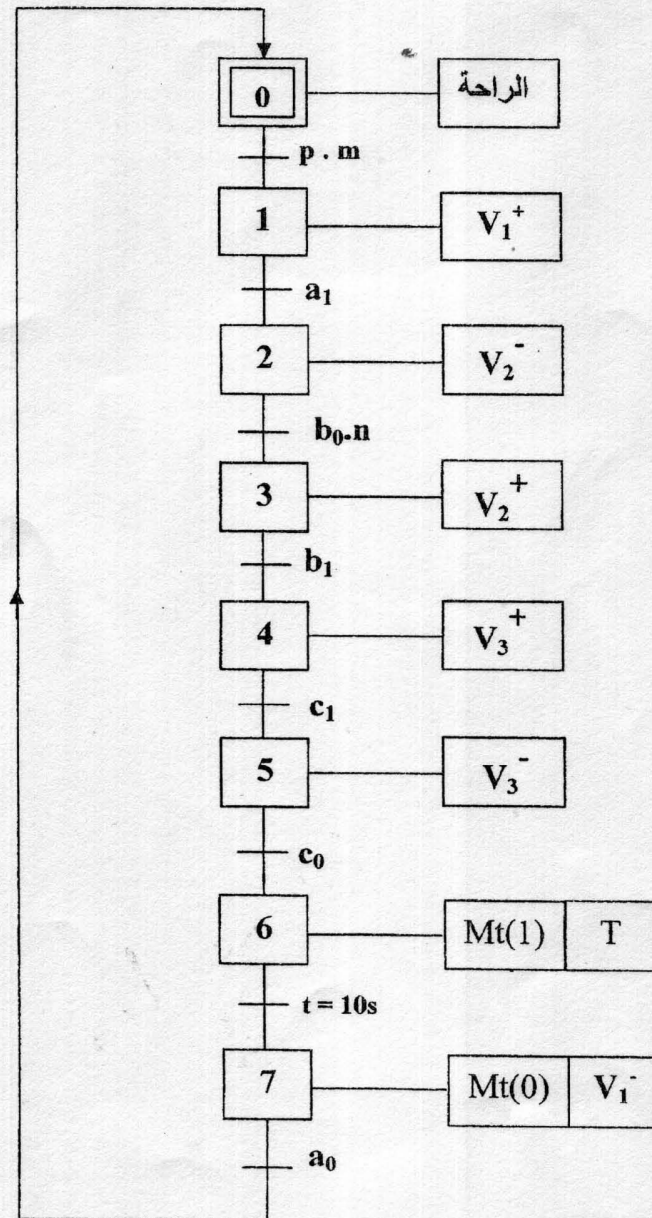 0 الراحة
p . m
1 V₁⁺
a₁
2 V₂⁻
b₀.n
3 V₂⁺
b₁
4 V₃⁺
c₁
5 V₃⁻
c₀
6 Mt(1) T
t = 10s
7 Mt(0) V₁⁻
a₀